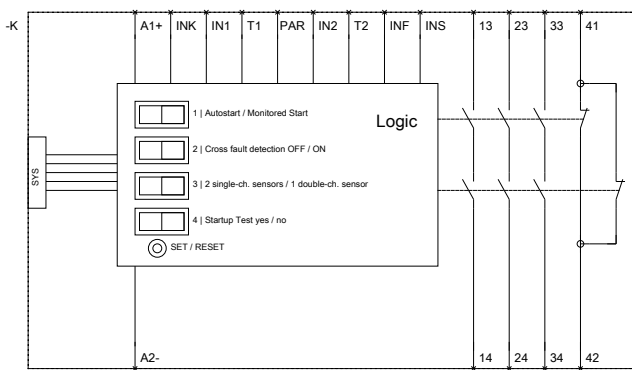 -K A1+ INK IN1 T1 PAR IN2 T2 INF INS 13 23 33 41
1 | Autostart / Monitored Start
Logic
2 | Cross fault detection OFF / ON
SYS
3 | 2 single-ch. sensors / 1 double-ch. sensor
4 | Startup Test yes / no
SET / RESET
A2- 14 24 34 42